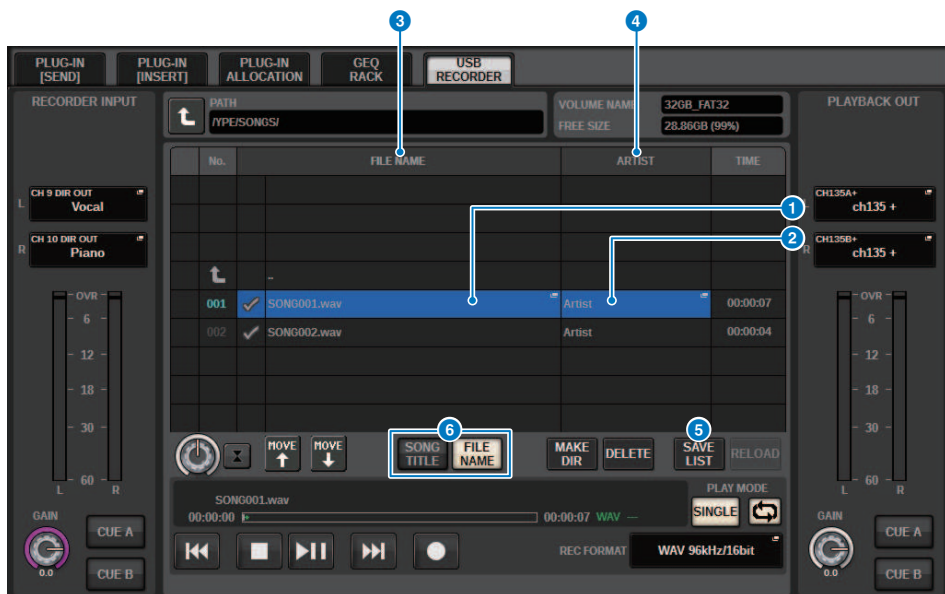 3
4
PLUG-IN [SEND]
PLUG-IN [INSERT]
PLUG-IN ALLOCATION
GEQ RACK
USB RECORDER
RECORDER INPUT
PATH
/YPE/SONGS/
VOLUME NAME 32GB_FAT32
FREE SIZE 28.86GB (99%)
PLAYBACK OUT
No. FILE NAME ARTIST TIME
L
CH 9 DIR OUT
Vocal
R
CH 10 DIR OUT
Piano
1
2
CH135A+
ch135 +
R
CH135B+
ch135 +
001 SONG001.wav Artist 00:00:07
002 SONG002.wav Artist 00:00:04
OVR
6
12
18
30
60
L R
OVR
6
12
18
30
60
L R
6
5
MOVE
MOVE
SONG TITLE
FILE NAME
MAKE DIR
DELETE
SAVE LIST
RELOAD
SONG001.wav
00:00:00 00:00:07 WAV ---
PLAY MODE
SINGLE
REC FORMAT WAV 96kHz/16bit
GAIN
0.0
CUE A
CUE B
GAIN
0.0
CUE A
CUE B